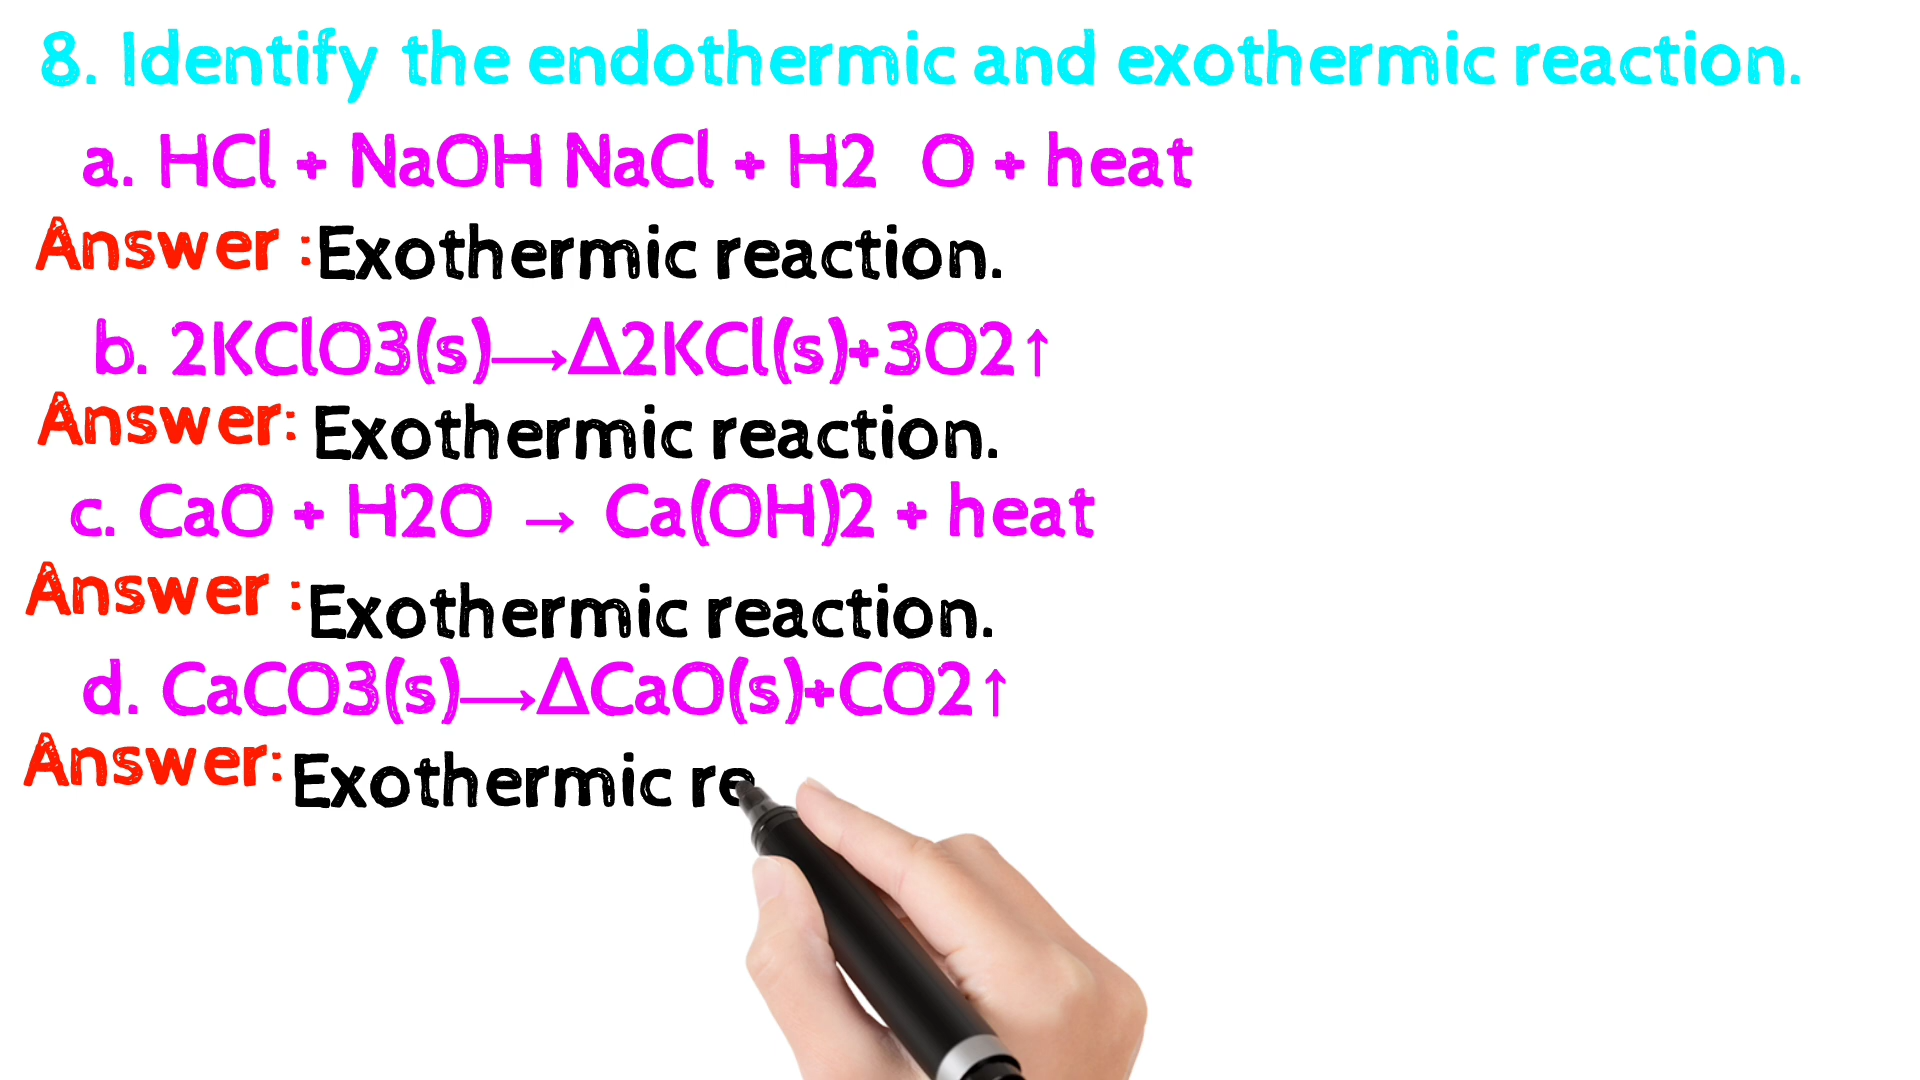 8. Identify the endothermic and exothermic reaction.
a. HCl + NaOH NaCl + H2 O + heat
Answer :Exothermic reaction.
b. 2KClO3(s)⟶Δ2KCl(s)+3O2↑
Answer: Exothermic reaction.
c. CaO + H2O → Ca(OH)2 + heat
Answer :Exothermic reaction.
d. CaCO3(s)⟶ΔCaO(s)+CO2↑
Answer: Exothermic re